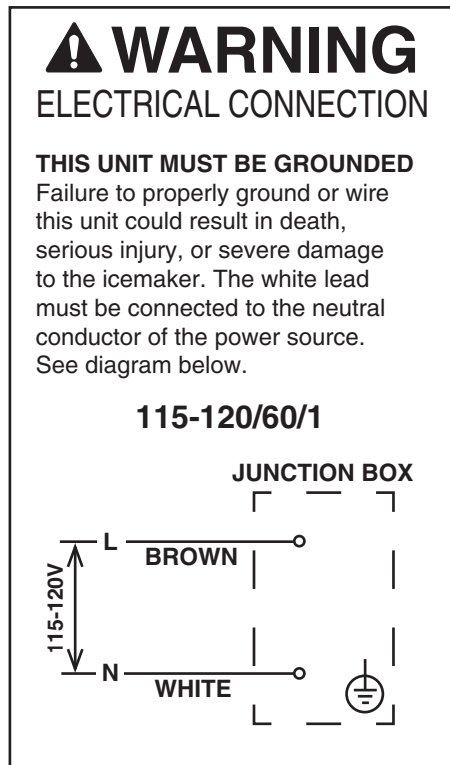 WARNING
ELECTRICAL CONNECTION
THIS UNIT MUST BE GROUNDED
Failure to properly ground or wire
this unit could result in death,
serious injury, or severe damage
to the icemaker. The white lead
must be connected to the neutral
conductor of the power source.
See diagram below.
115-120/60/1
JUNCTION BOX
L
BROWN
115-120V
N
WHITE